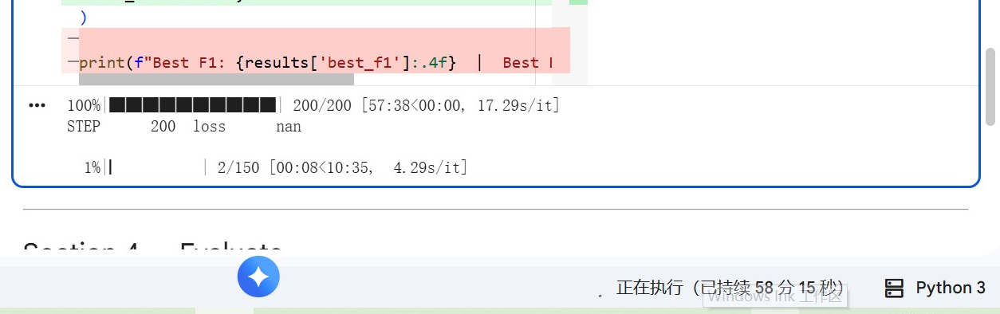 )
print(f"Best F1: {results['best_f1']:.4f} | Best
100%| 200/200 [57:38<00:00, 17.29s/it]
STEP 200 loss nan
1%| | 2/150 [00:08<10:35, 4.29s/it]
Section 4 Evaluate
正在执行(已持续 58 分 15 秒) Python 3
Windows Ink 工作区